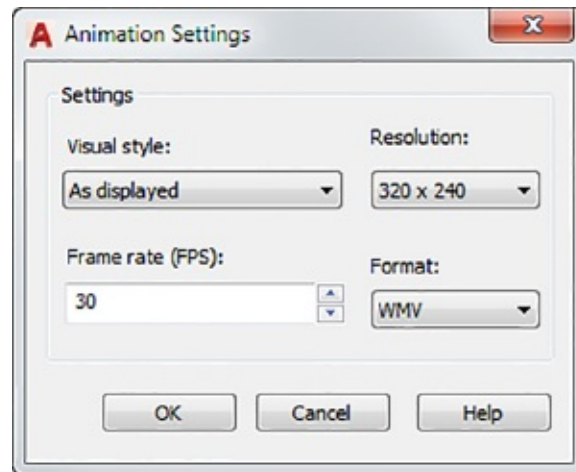 Animation Settings
Settings
Visual style:
Resolution:
As displayed
320 x 240
Frame rate (FPS):
Format:
30
WMV
OK
Cancel
Help